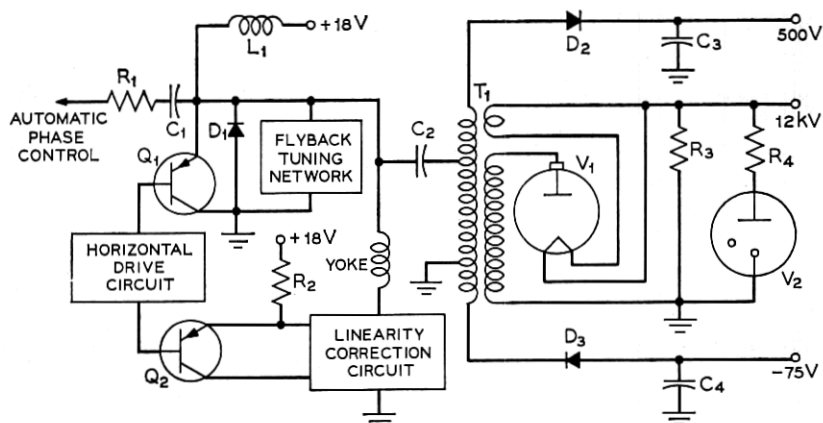 +18V
L1
D2
C3
500V
R1
C1
AUTOMATIC
PHASE
CONTROL
D1
FLYBACK
TUNING
NETWORK
C2
T1
12kV
Q1
V1
R3
R4
HORIZONTAL
DRIVE
CIRCUIT
+18V
R2
YOKE
V2
Q2
LINEARITY
CORRECTION
CIRCUIT
D3
C4
-75V